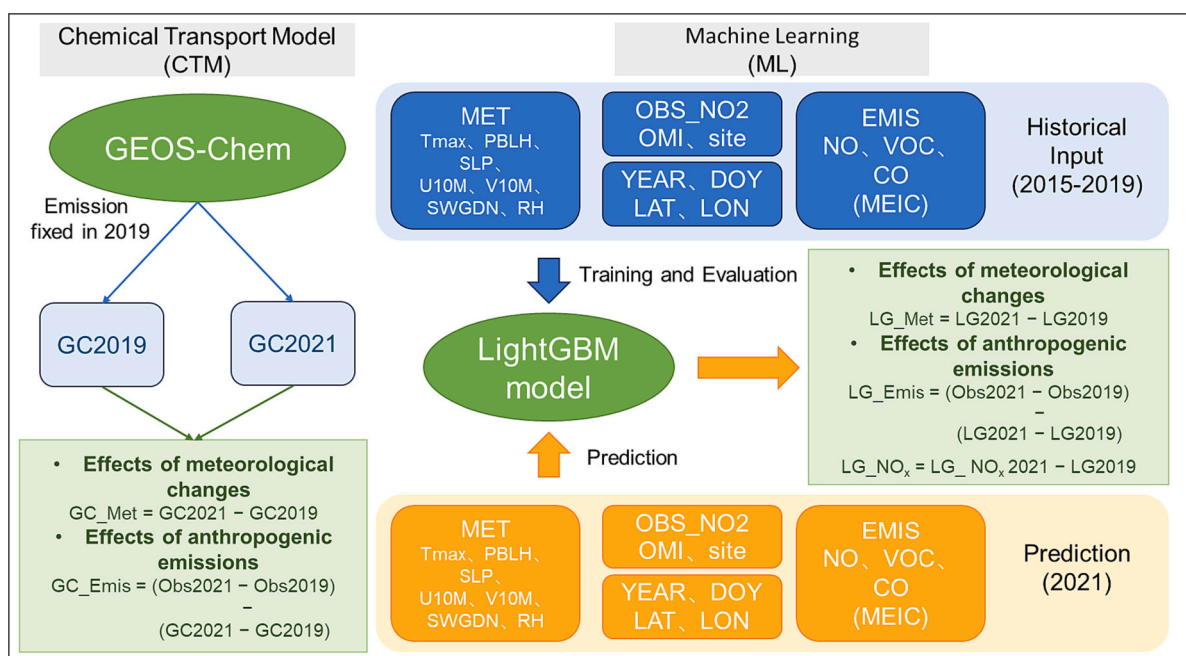 Chemical Transport Model
(CTM)
GEOS-Chem
Emission
fixed in 2019
GC2019
GC2021
• Effects of meteorological
changes
GC_Met = GC2021 − GC2019
• Effects of anthropogenic
emissions
GC_Emis = (Obs2021 − Obs2019)
−
(GC2021 − GC2019)
Machine Learning
(ML)
MET
Tmax、PBLH、
SLP、
U10M、V10M、
SWGDN、RH
OBS_NO2
OMI、site
YEAR、DOY
LAT、LON
EMIS
NO、VOC、
CO
(MEIC)
Historical
Input
(2015-2019)
Training and Evaluation
LightGBM
model
• Effects of meteorological
changes
LG_Met = LG2021 − LG2019
• Effects of anthropogenic
emissions
LG_Emis = (Obs2021 − Obs2019)
−
(LG2021 − LG2019)
LG_NOₓ = LG_ NOₓ 2021 − LG2019
Prediction
MET
Tmax、PBLH、
SLP、
U10M、V10M、
SWGDN、RH
OBS_NO2
OMI、site
YEAR、DOY
LAT、LON
EMIS
NO、VOC、
CO
(MEIC)
Prediction
(2021)